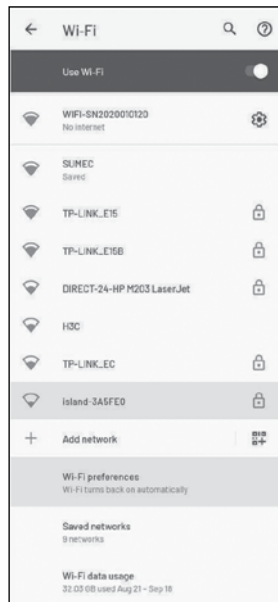 Wi-Fi
Use Wi-Fi
WIFI-SN2020010120
No internet
SUMEC
Saved
TP-LINK_E15
TP-LINK_E15B
DIRECT-24-HP M203 LaserJet
H3C
TP-LINK_EC
island-3A5FE0
Add network
Wi-Fi preferences
Wi-Fi turns back on automatically
Saved networks
9 networks
Wi-Fi data usage
32.03 GB used Aug 21 – Sep 18